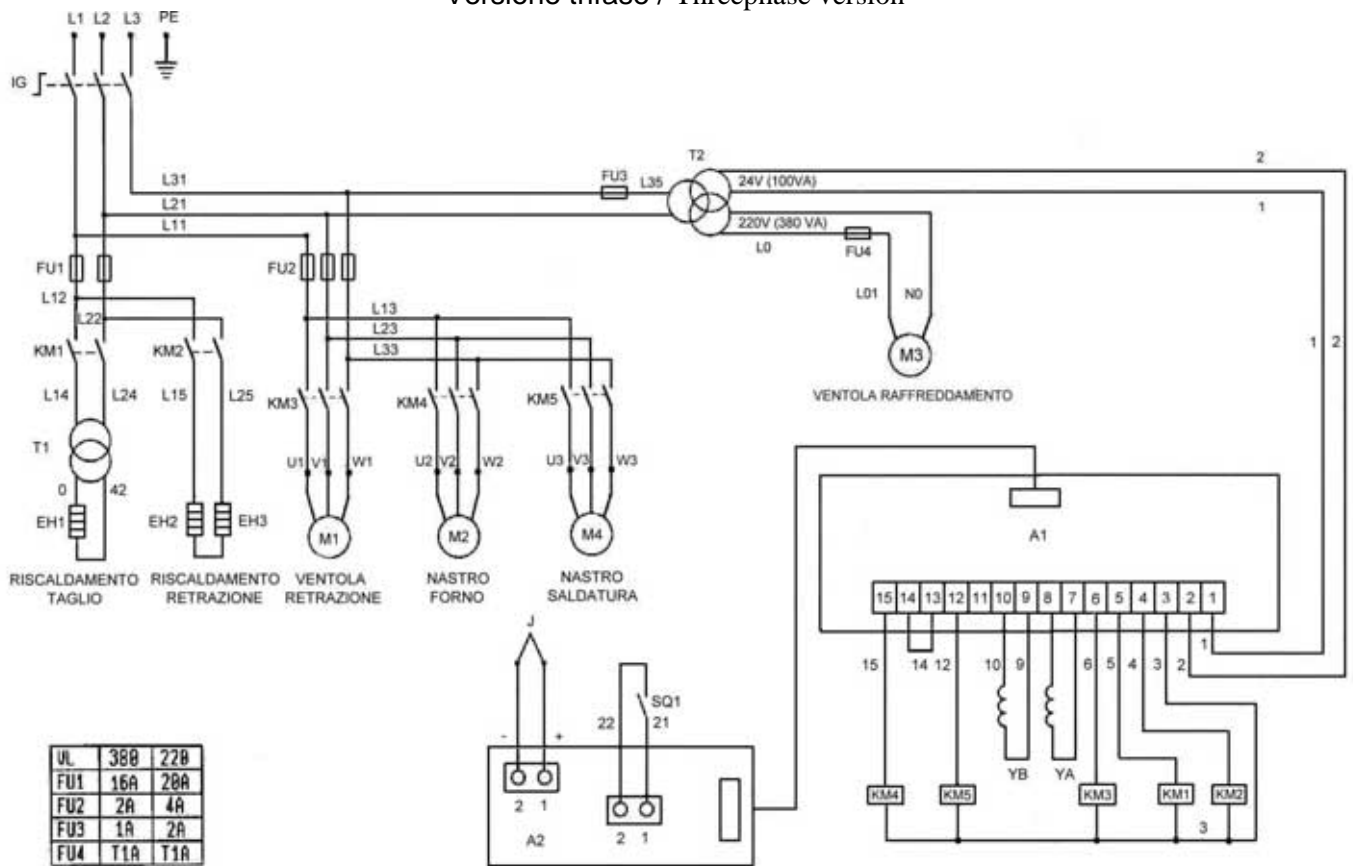 Versione trifase / Threephase version
L1 L2 L3 PE
IG
T2
2
24V (100VA)
1
FU3 L35
L31
L21
L11
220V (380 VA)
L0
FU4
FU1
FU2
L01 N0
L12
L22
L13
L23
L33
1 2
KM1
KM2
M3
VENTOLA RAFFREDDAMENTO
L14 L24 L15 L25
KM3
KM4
KM5
T1
U1 V1 W1
U2 V2 W2
U3 V3 W3
0 42
EH1
EH2 EH3
M1
M2
M4
A1
RISCALDAMENTO TAGLIO
RISCALDAMENTO RETRAZIONE
VENTOLA RETRAZIONE
NASTRO FORNO
NASTRO SALDATURA
15 14 13 12 11 10 9 8 7 6 5 4 3 2 1
J
1
15 14 12 10 9 6 5 4 3 2
SQ1
22 21
- +
YB YA
2 1
2 1
A2
KM4 KM5 KM3 KM1 KM2
3
VL 380 220
FU1 16A 20A
FU2 2A 4A
FU3 1A 2A
FU4 T1A T1A